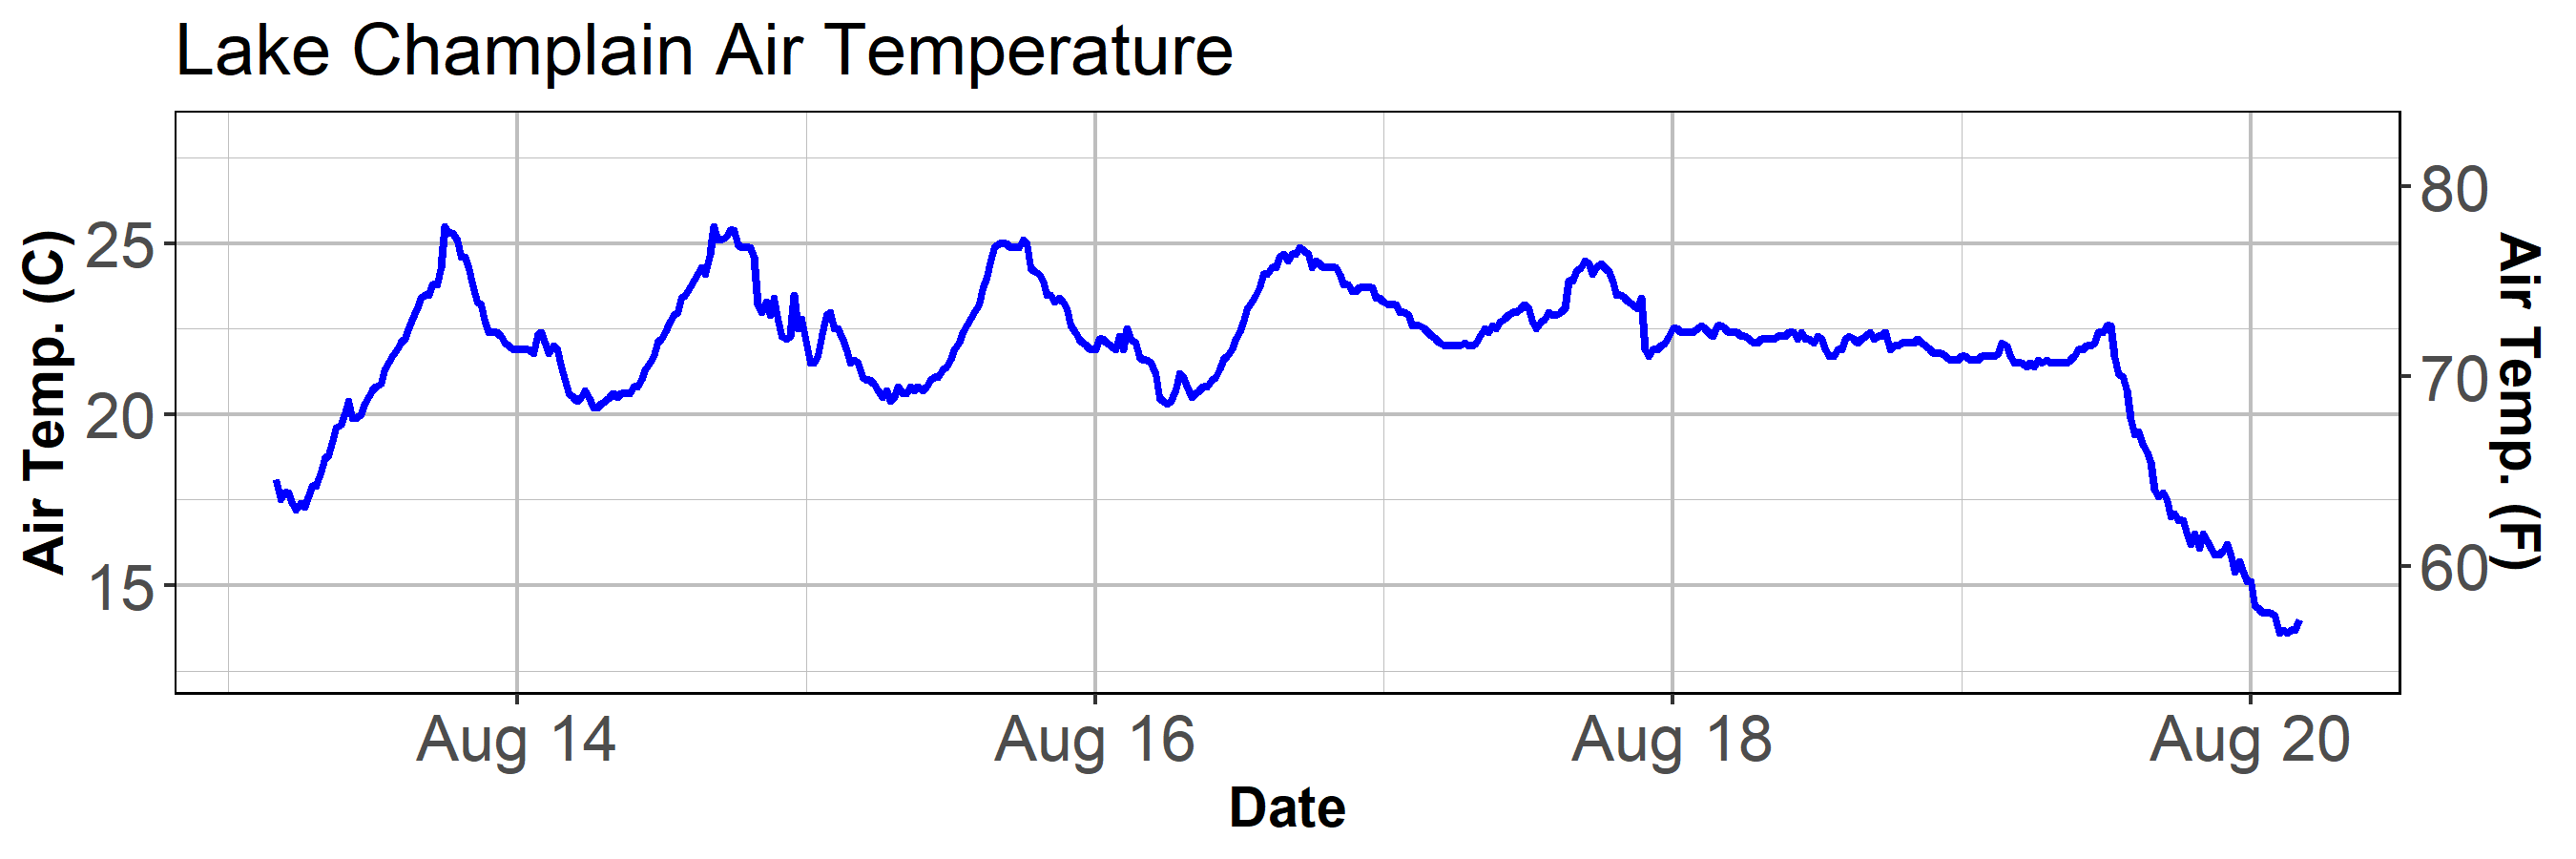 Lake Champlain Air Temperature
Air Temp. (C)
25
20
15
80
70
60
Air Temp. (F)
Aug 14
Aug 16
Aug 18
Aug 20
Date